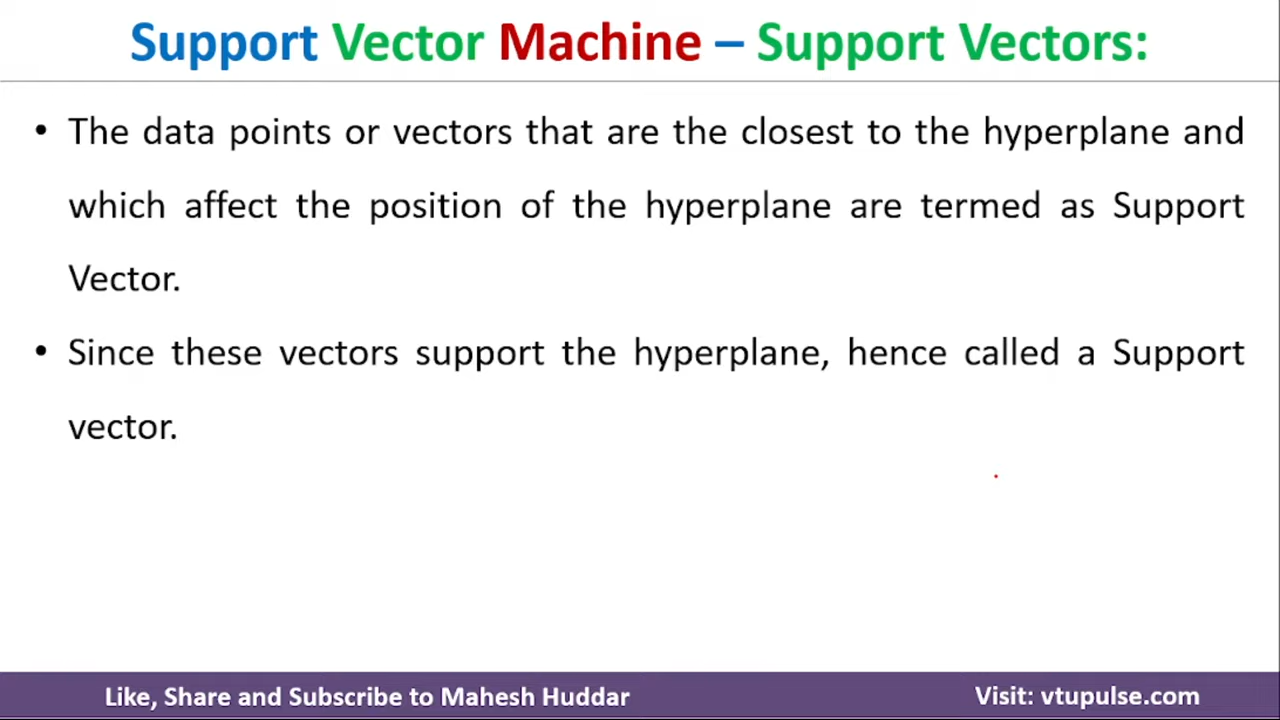 Support Vector Machine – Support Vectors:
• The data points or vectors that are the closest to the hyperplane and
which affect the position of the hyperplane are termed as Support
Vector.
• Since these vectors support the hyperplane, hence called a Support
vector.
Like, Share and Subscribe to Mahesh Huddar
Visit: vtupulse.com